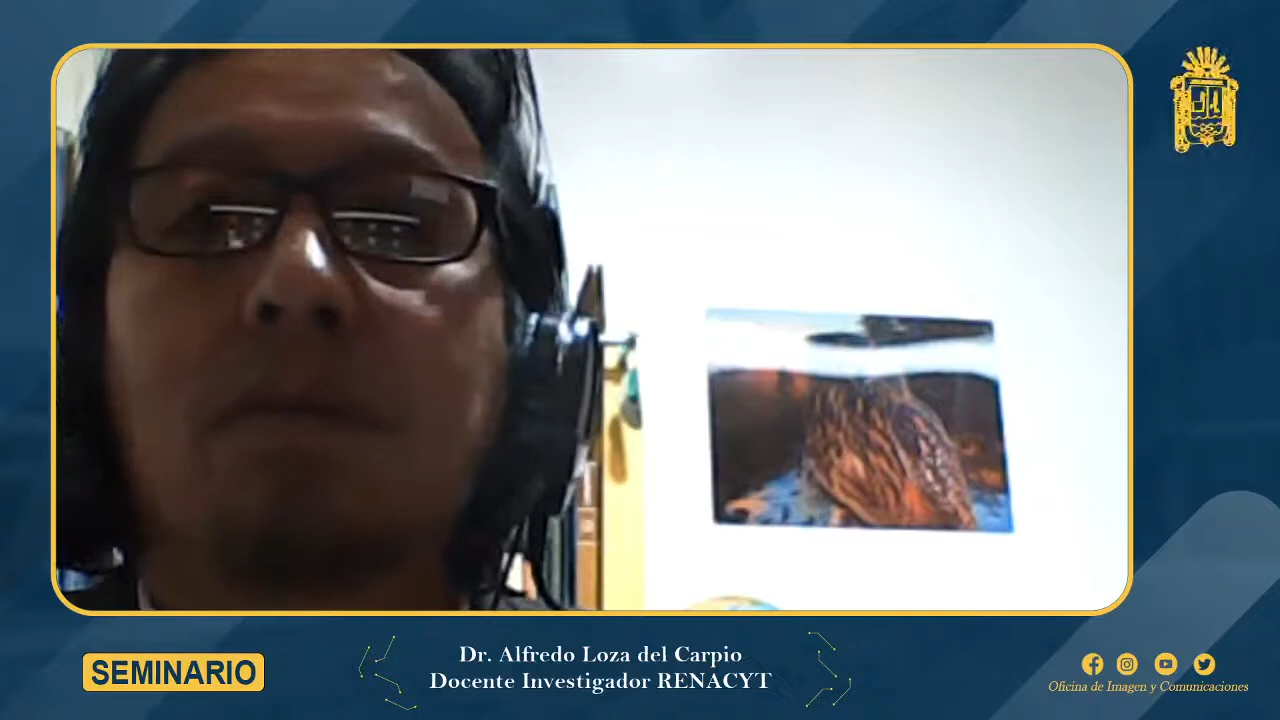 SEMINARIO
Dr. Alfredo Loza del Carpio
Docente Investigador RENACYT
Oficina de Imagen y Comunicaciones